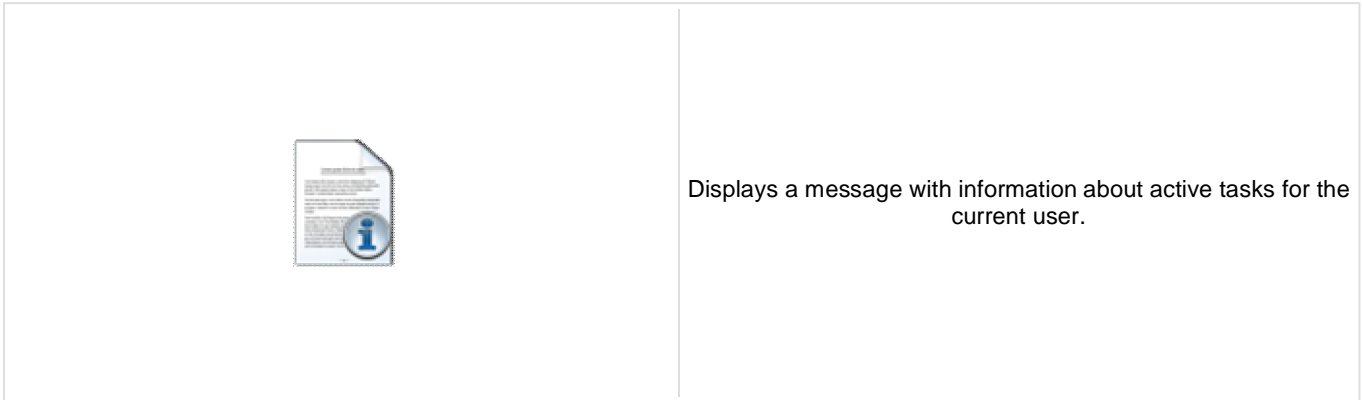 Displays a message with information about active tasks for the
current user.